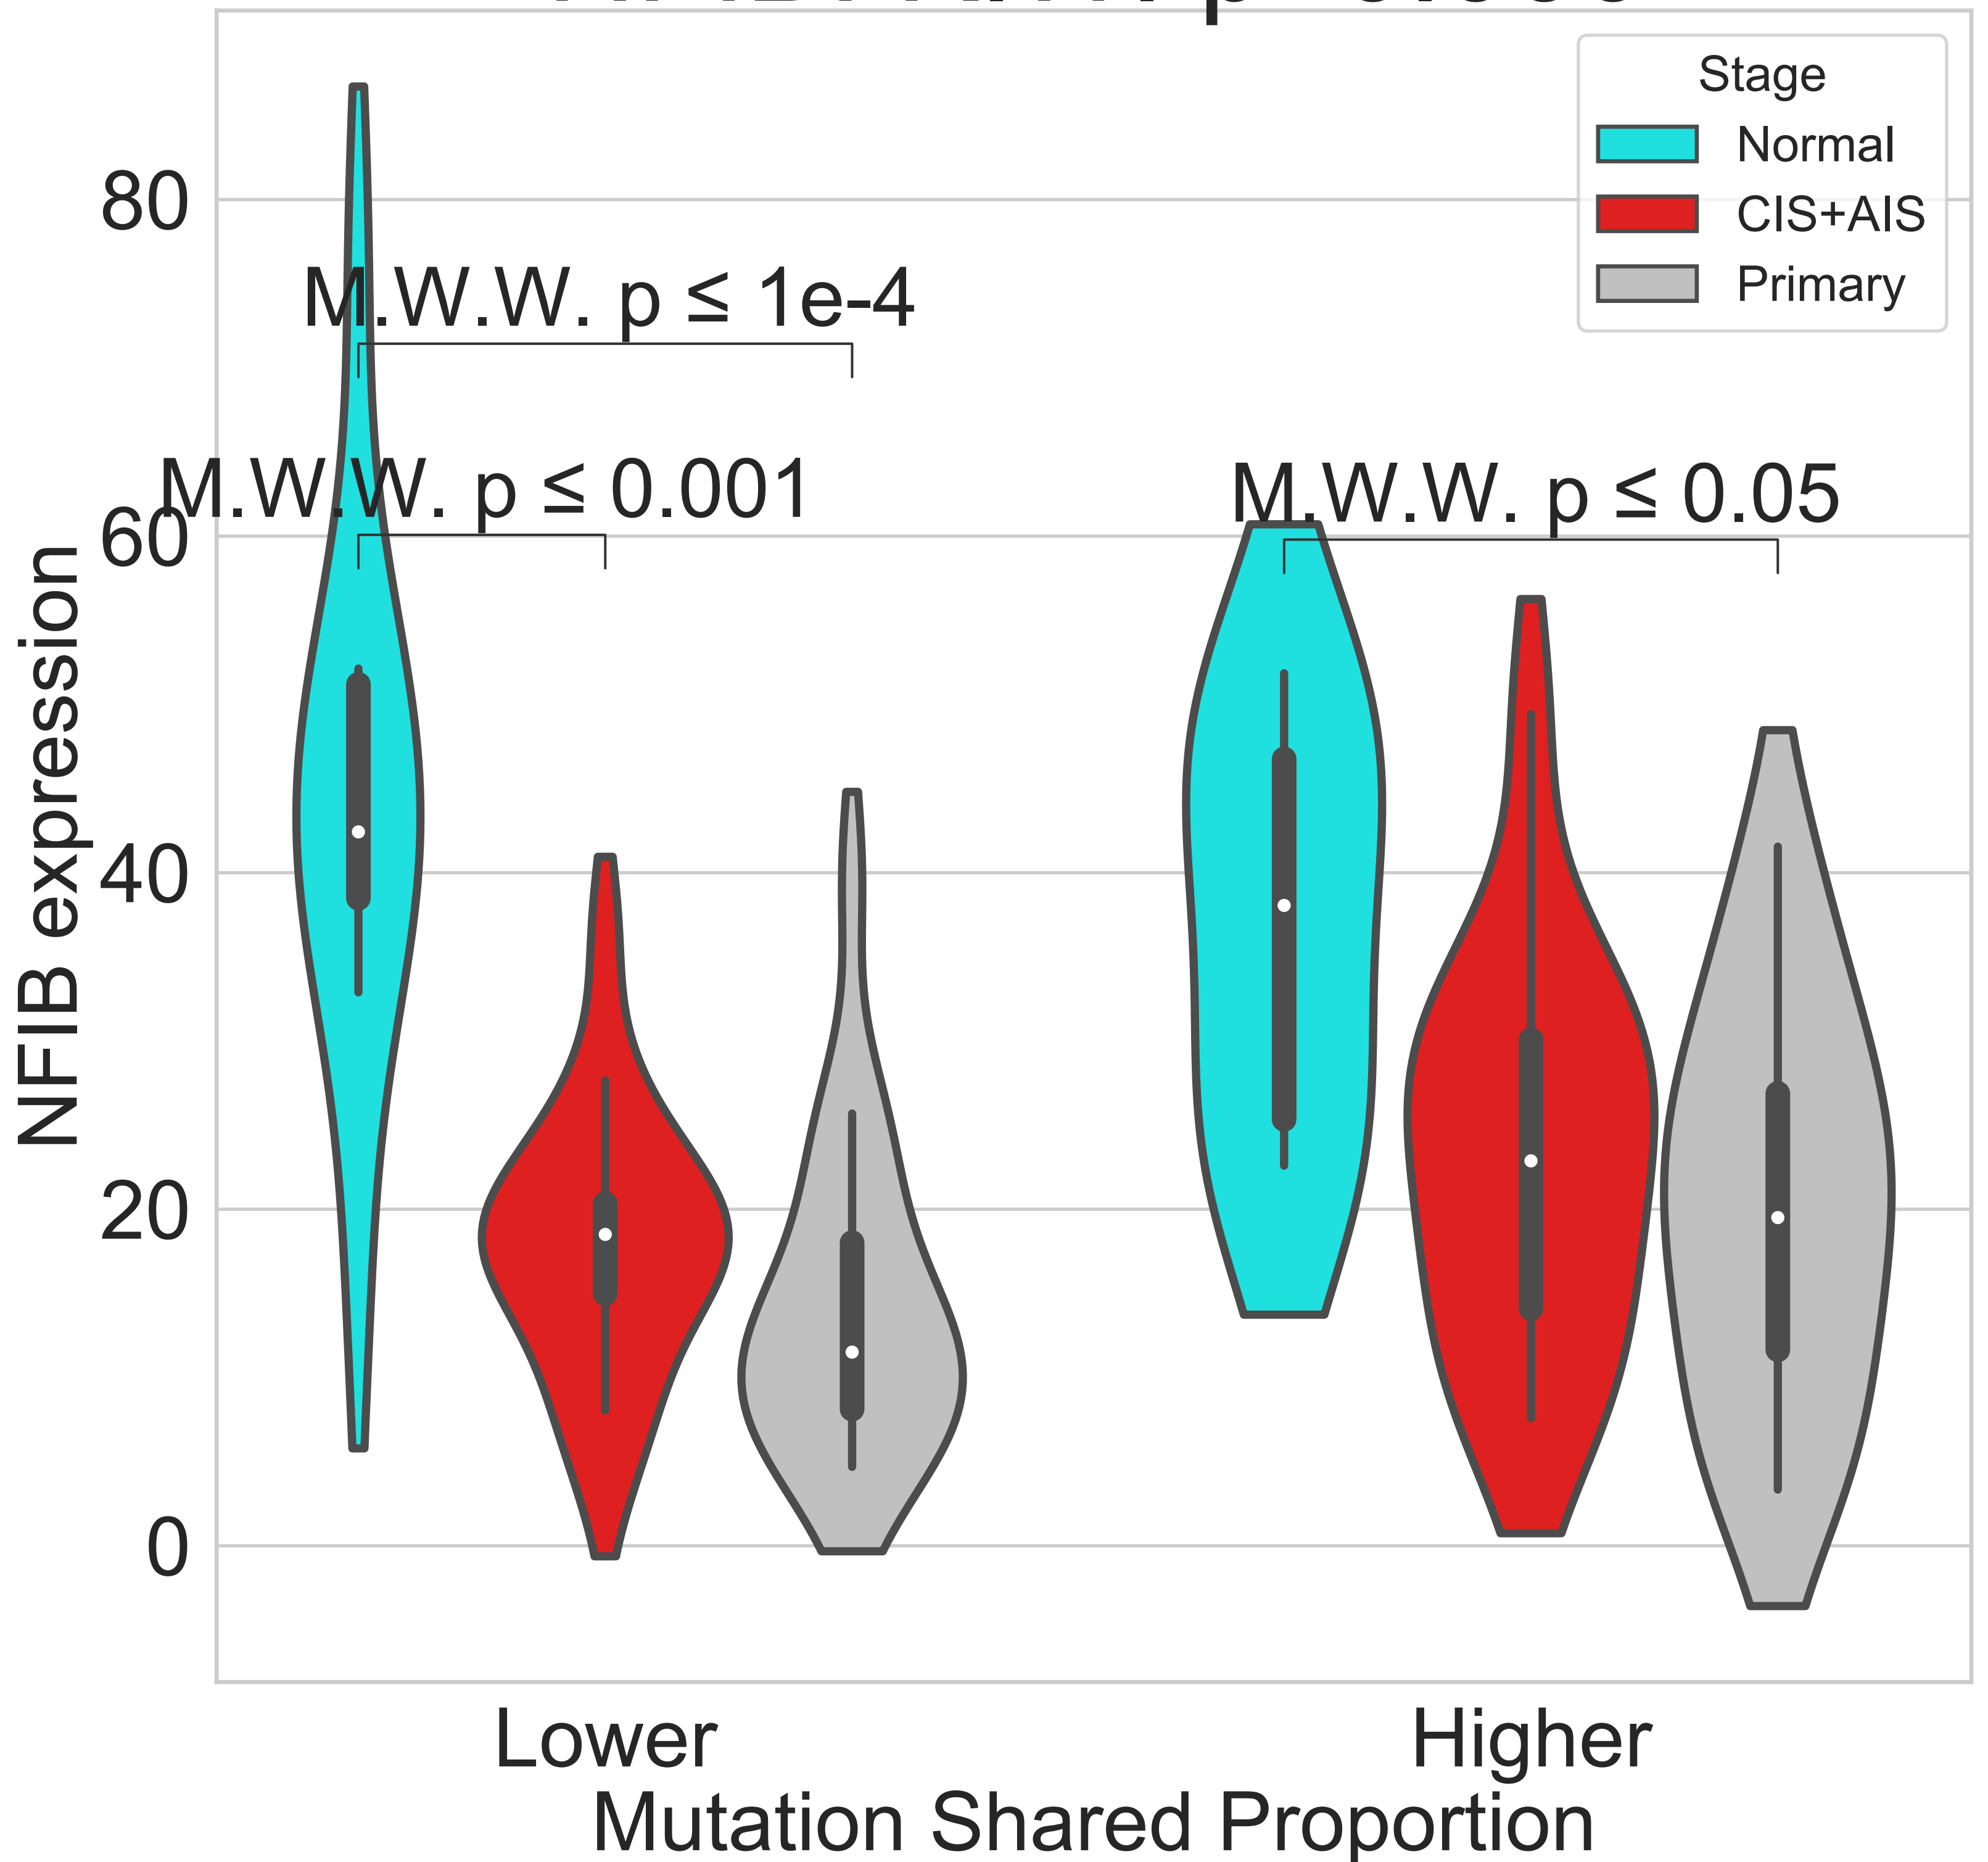 Stage
Normal
CIS+AIS
Primary
80
60
40
20
0
NFIB expression
M.W.W. p ≤ 1e-4
M.W.W. p ≤ 0.001
M.W.W. p ≤ 0.05
Lower
Higher
Mutation Shared Proportion